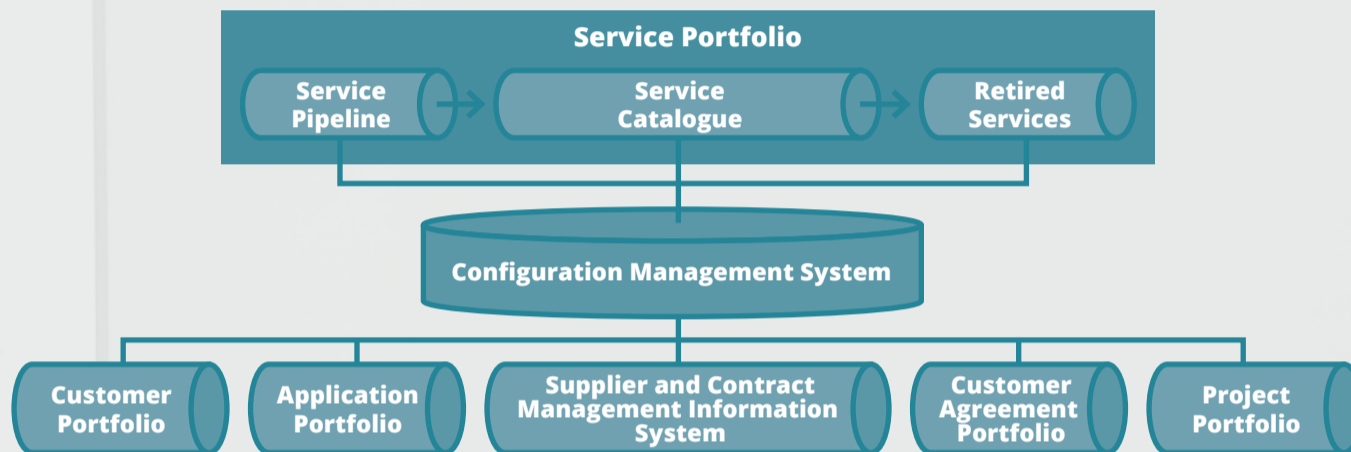 Service Portfolio
Service
Pipeline
Service
Catalogue
Retired
Services
Configuration Management System
Customer
Portfolio
Application
Portfolio
Supplier and Contract
Management Information
System
Customer
Agreement
Portfolio
Project
Portfolio